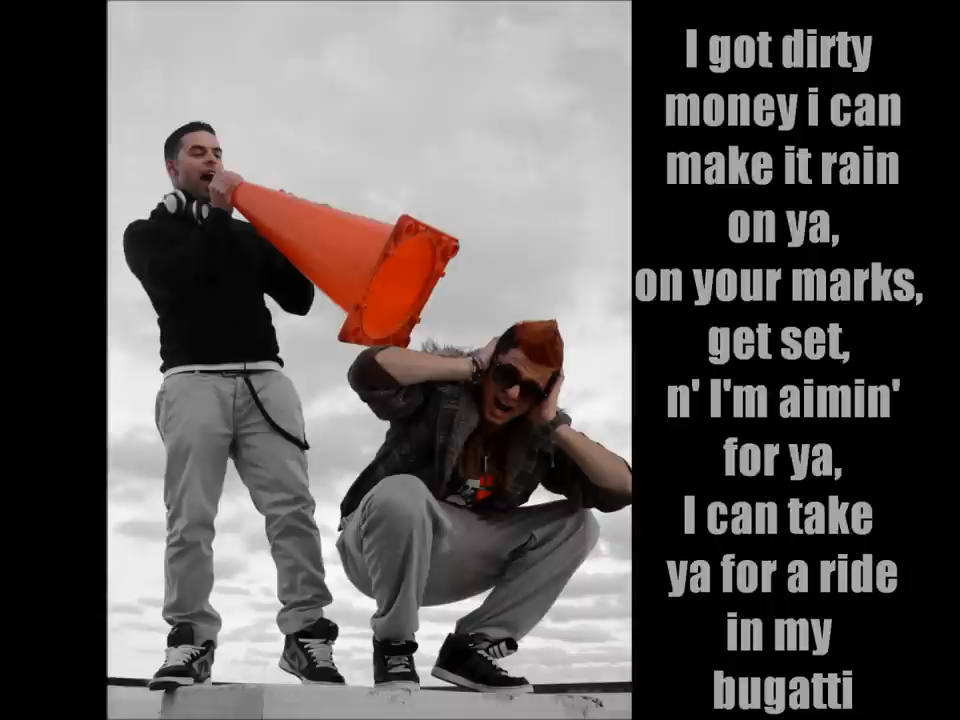 I got dirty
money i can
make it rain
on ya,
on your marks,
get set,
n' I'm aimin'
for ya,
I can take
ya for a ride
in my
bugatti